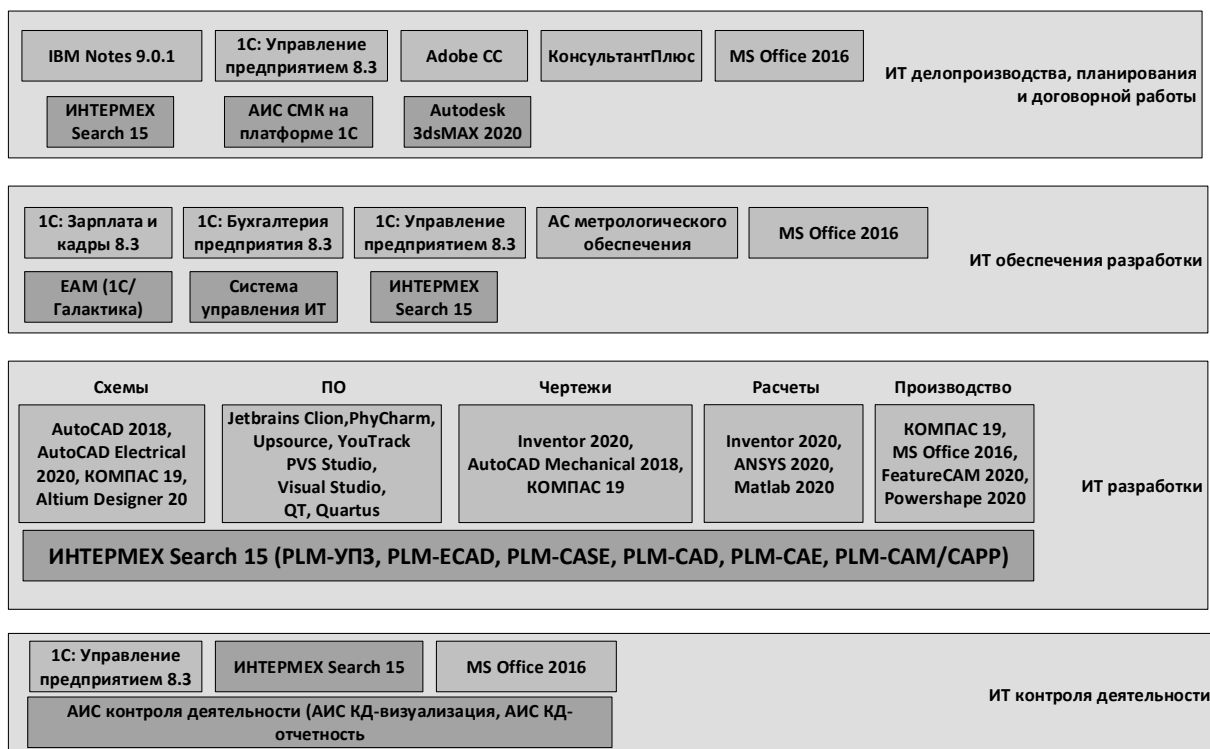 IBM Notes 9.0.1
1С: Управление
предприятием 8.3
Adobe CC
КонсультантПлюс
MS Office 2016
ИТ делопроизводства, планирования
и договорной работы
ИНТЕРМЕХ
Search 15
АИС СМК на
платформе 1С
Autodesk
3dsMAX 2020
1С: Зарплата и
кадры 8.3
1С: Бухгалтерия
предприятия 8.3
1С: Управление
предприятием 8.3
АС метрологического
обеспечения
MS Office 2016
ИТ обеспечения разработки
ЕАМ (1С/
Галактика)
Система
управления ИТ
ИНТЕРМЕХ
Search 15
Схемы
ПО
Чертежи
Расчеты
Производство
AutoCAD 2018,
AutoCAD Electrical
2020, КОМПАС 19,
Altium Designer 20
Jetbrains Clion,PhyCharm,
Upsource, YouTrack
PVS Studio,
Visual Studio,
QT, Quartus
Inventor 2020,
AutoCAD Mechanical 2018,
КОМПАС 19
Inventor 2020,
ANSYS 2020,
Matlab 2020
КОМПАС 19,
MS Office 2016,
FeatureCAM 2020,
Powershape 2020
ИТ разработки
ИНТЕРМЕХ Search 15 (PLM-УПЗ, PLM-ECAD, PLM-CASE, PLM-CAD, PLM-CAE, PLM-CAM/CAPP)
1С: Управление
предприятием 8.3
ИНТЕРМЕХ Search 15
MS Office 2016
ИТ контроля деятельности
АИС контроля деятельности (АИС КД-визуализация, АИС КД-
отчетность